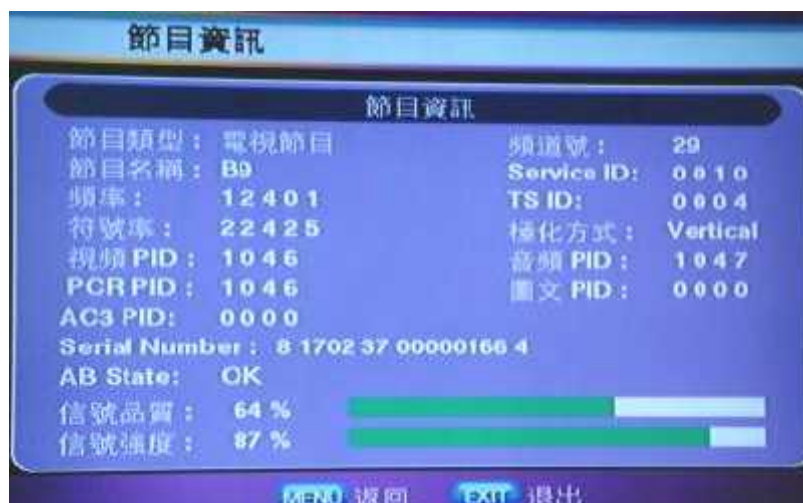 節目資訊
節目資訊
節目類型： 電視節目 頻道號： 29
節目名稱： B9 Service ID: 0010
頻率： 12401 TS ID: 0004
符號率： 22425 極化方式： Vertical
視頻 PID： 1046 音頻 PID： 1047
PCR PID： 1046 圖文 PID： 0000
AC3 PID: 0000
Serial Number： 8 1702 37 00000166 4
AB State: OK
信號品質： 64 %
信號強度： 87 %
MENU 返回 EXIT 退出